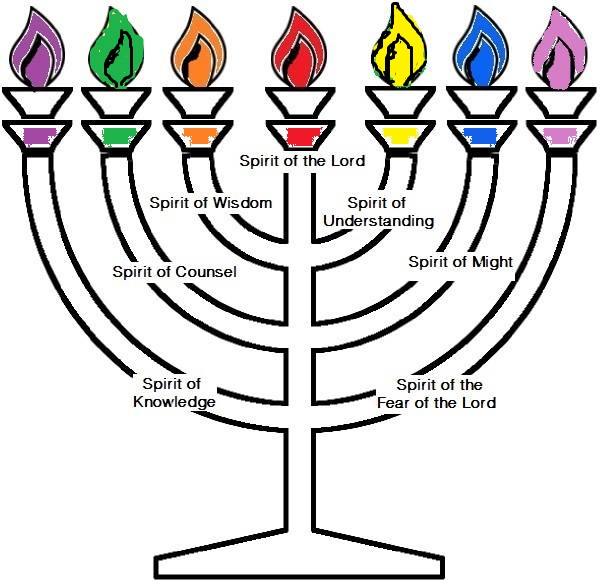 Spirit of the Lord
Spirit of Wisdom
Spirit of
Understanding
Spirit of Counsel
Spirit of Might
Spirit of
Knowledge
Spirit of the
Fear of the Lord